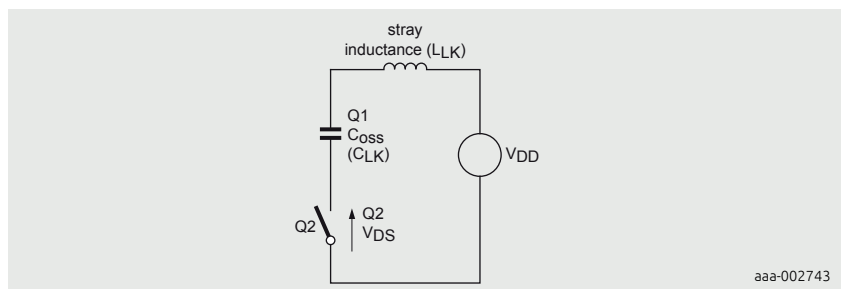 stray
inductance (LLK)
Q1
Coss
(CLK)
VDD
Q2
Q2
VDS
aaa-002743